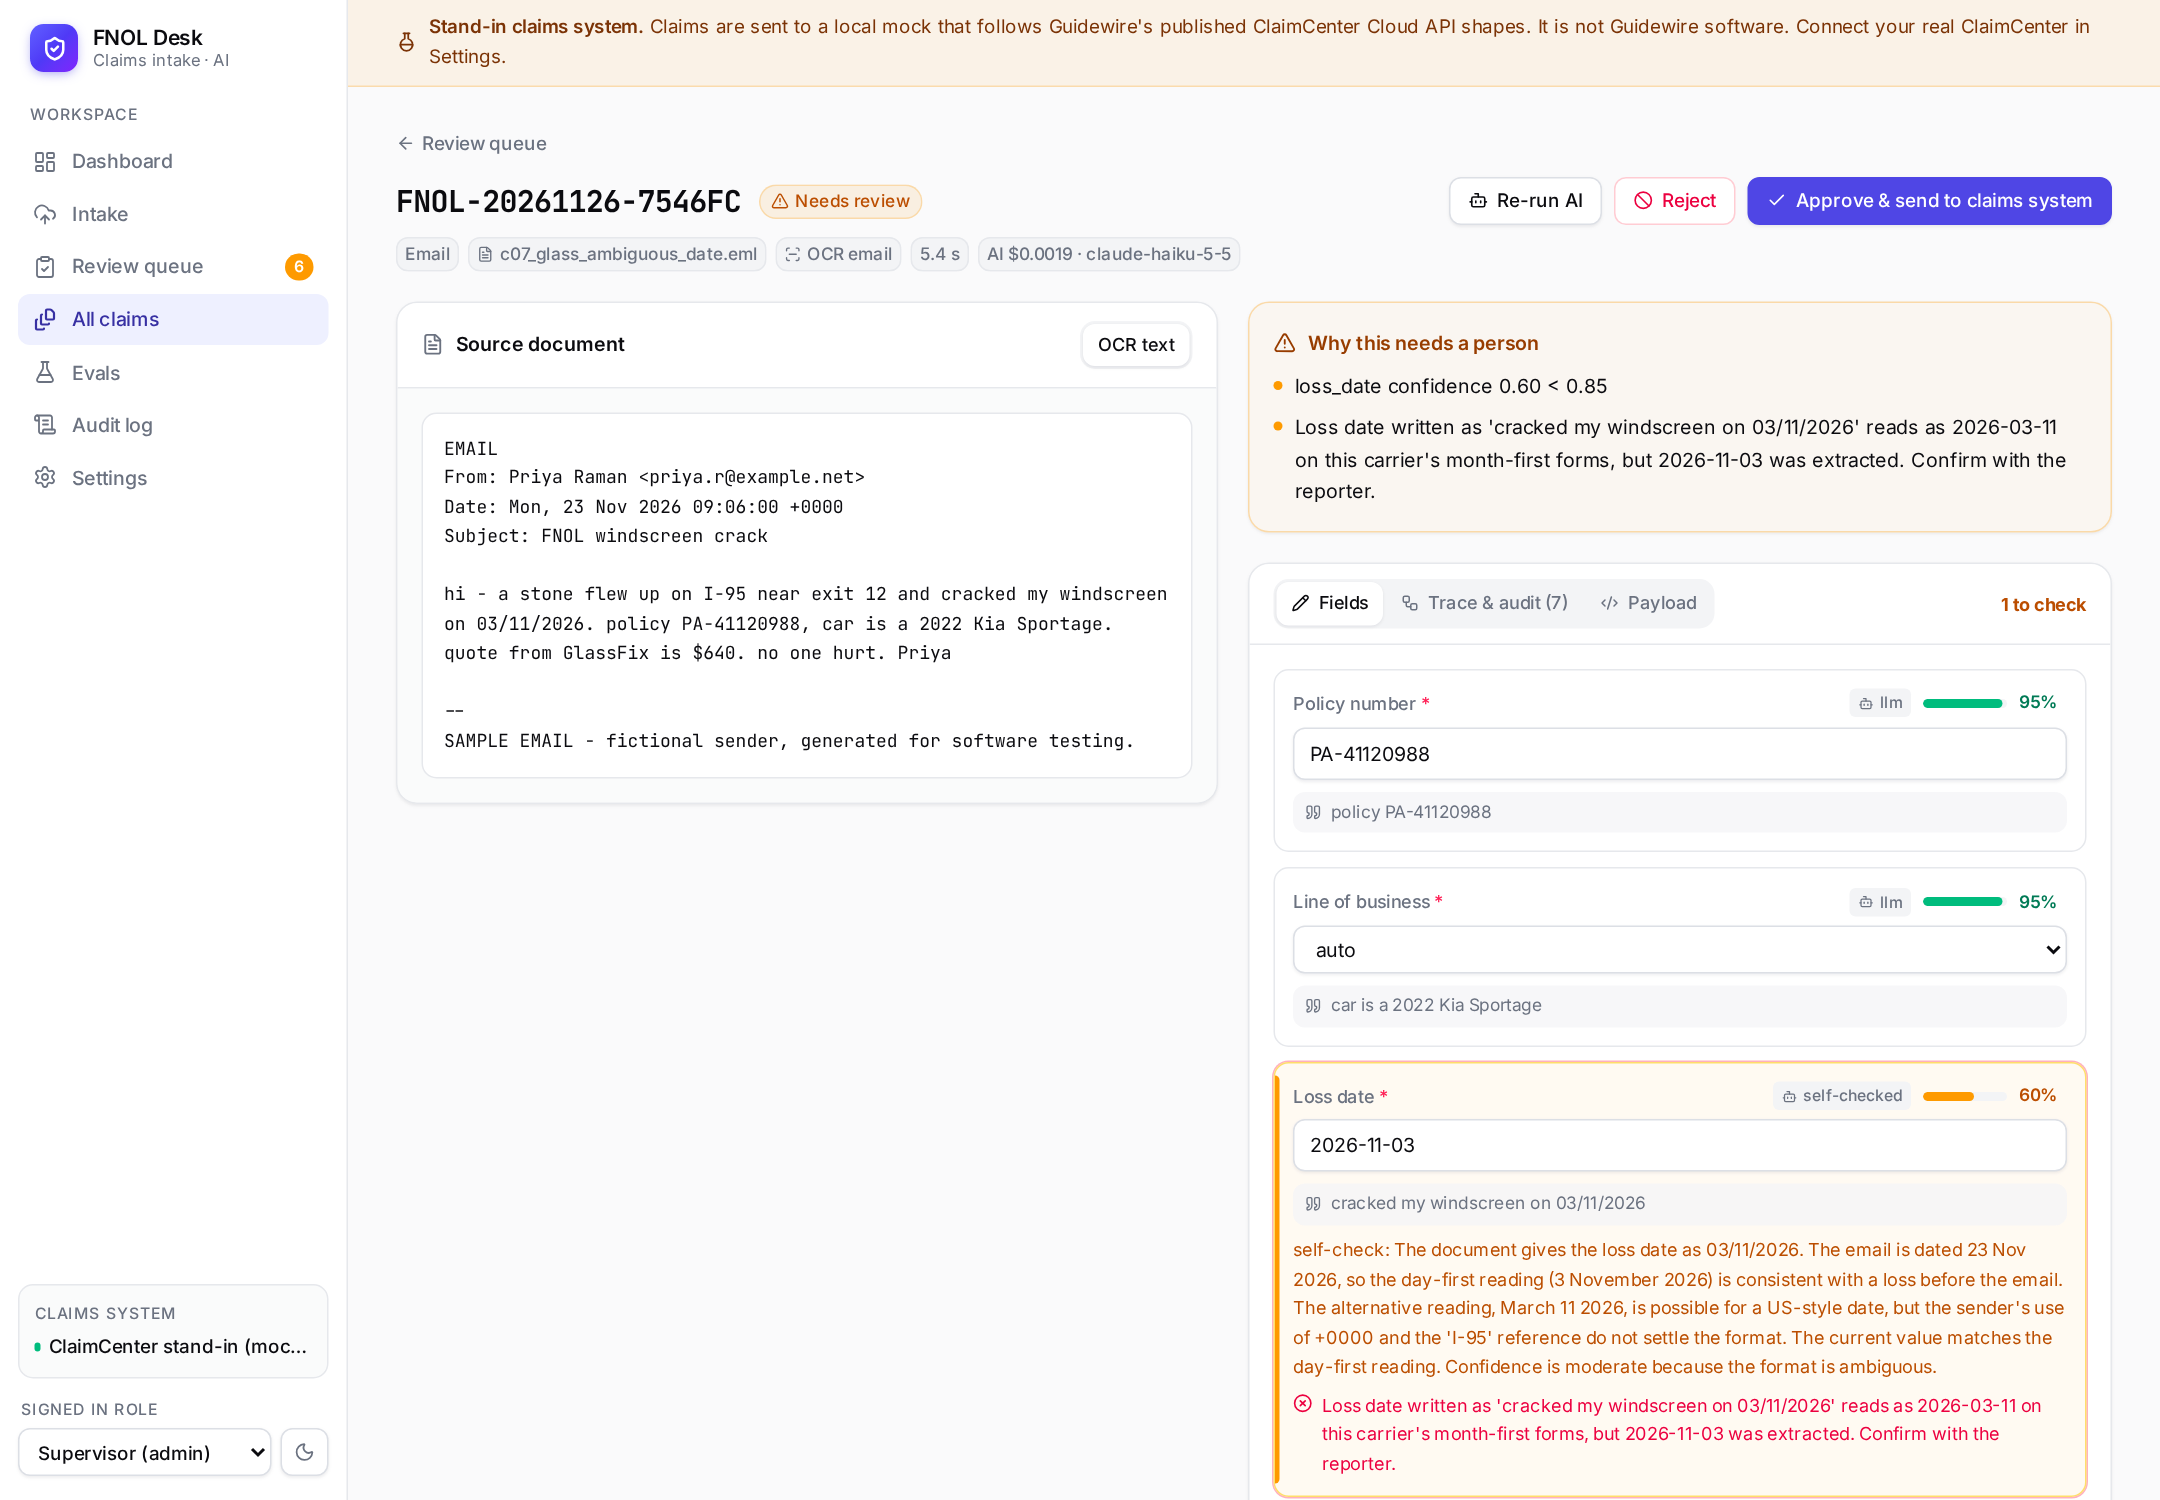 FNOL Desk
Claims intake · AI
WORKSPACE
Dashboard
Intake
Review queue
6
All claims
Evals
Audit log
Settings
CLAIMS SYSTEM
ClaimCenter stand-in (moc...
SIGNED IN ROLE
Supervisor (admin)
Stand-in claims system. Claims are sent to a local mock that follows Guidewire's published ClaimCenter Cloud API shapes. It is not Guidewire software. Connect your real ClaimCenter in
Settings.
Review queue
FNOL-20261126-7546FC
Needs review
Re-run AI
Reject
Approve & send to claims system
Email
c07_glass_ambiguous_date.eml
OCR email
5.4 s
AI $0.0019 · claude-haiku-5-5
Source document
OCR text
EMAIL
From: Priya Raman <priya.r@example.net>
Date: Mon, 23 Nov 2026 09:06:00 +0000
Subject: FNOL windscreen crack
hi - a stone flew up on I-95 near exit 12 and cracked my windscreen
on 03/11/2026. policy PA-41120988, car is a 2022 Kia Sportage.
quote from GlassFix is $640. no one hurt. Priya
--
SAMPLE EMAIL - fictional sender, generated for software testing.
Why this needs a person
loss_date confidence 0.60 < 0.85
Loss date written as 'cracked my windscreen on 03/11/2026' reads as 2026-03-11
on this carrier's month-first forms, but 2026-11-03 was extracted. Confirm with the
reporter.
Fields
Trace & audit (7)
Payload
1 to check
Policy number *
llm
95%
PA-41120988
policy PA-41120988
Line of business *
llm
95%
auto
car is a 2022 Kia Sportage
Loss date *
self-checked
60%
2026-11-03
cracked my windscreen on 03/11/2026
self-check: The document gives the loss date as 03/11/2026. The email is dated 23 Nov
2026, so the day-first reading (3 November 2026) is consistent with a loss before the email.
The alternative reading, March 11 2026, is possible for a US-style date, but the sender's use
of +0000 and the 'I-95' reference do not settle the format. The current value matches the
day-first reading. Confidence is moderate because the format is ambiguous.
Loss date written as 'cracked my windscreen on 03/11/2026' reads as 2026-03-11 on
this carrier's month-first forms, but 2026-11-03 was extracted. Confirm with the
reporter.